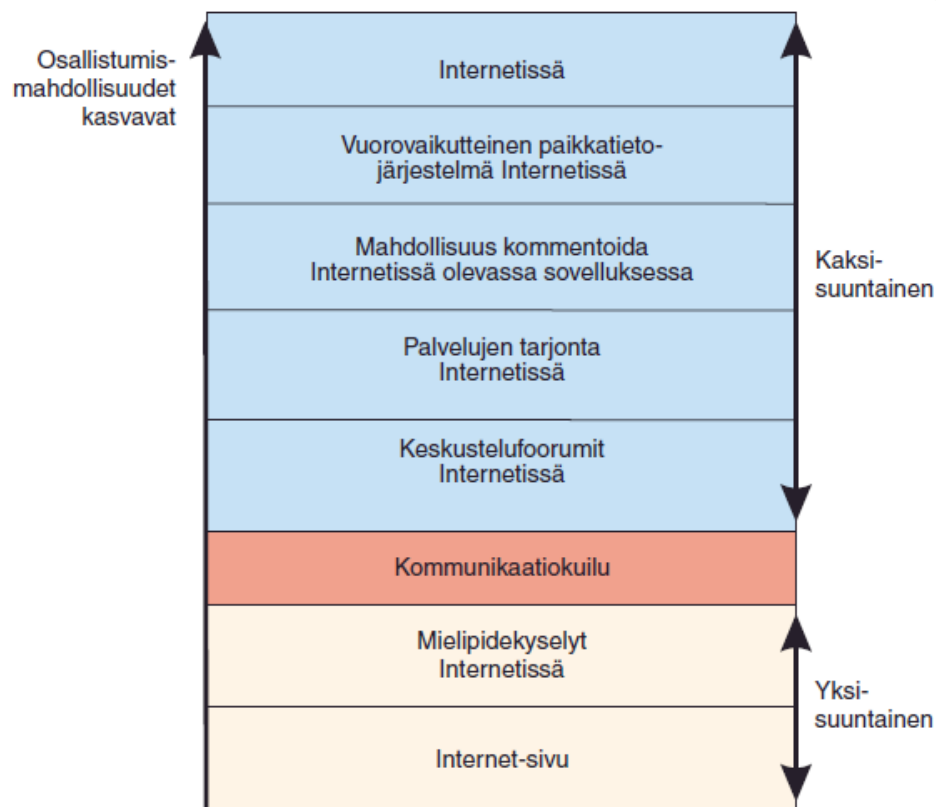 Osallistumis-
mahdollisuudet
kasvavat
Internetissä
Vuorovaikutteinen paikkatieto-
järjestelmä Internetissä
Mahdollisuus kommentoida
Internetissä olevassa sovelluksessa
Kaksi-
suuntainen
Palvelujen tarjonta
Internetissä
Keskustelufoorumit
Internetissä
Kommunikaatiokuilu
Mielipidekyselyt
Internetissä
Yksi-
suuntainen
Internet-sivu